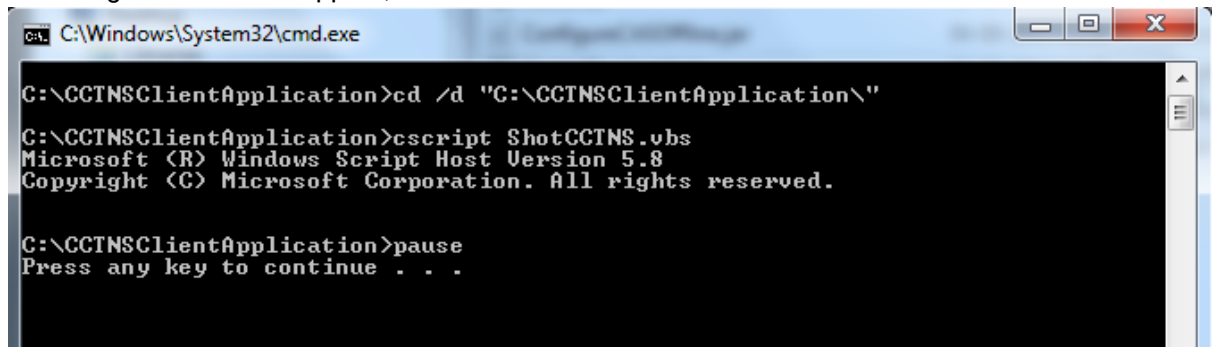 C:\Windows\System32\cmd.exe
C:\CCTNSClientApplication>cd /d "C:\CCTNSClientApplication\"
C:\CCTNSClientApplication>cscript ShotCCTNS.vbs
Microsoft (R) Windows Script Host Version 5.8
Copyright (C) Microsoft Corporation. All rights reserved.
C:\CCTNSClientApplication>pause
Press any key to continue . . .